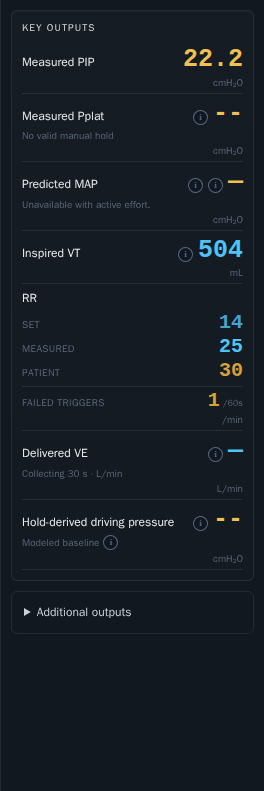 KEY OUTPUTS
Measured PIP 22.2
cmH₂O
Measured Pplat i --
No valid manual hold
cmH₂O
Predicted MAP i i —
Unavailable with active effort.
cmH₂O
Inspired VT i 504
mL
RR
SET 14
MEASURED 25
PATIENT 30
FAILED TRIGGERS 1 /60s
/min
Delivered VE i —
Collecting 30 s · L/min
L/min
Hold-derived driving pressure i --
Modeled baseline i
cmH₂O
▶ Additional outputs